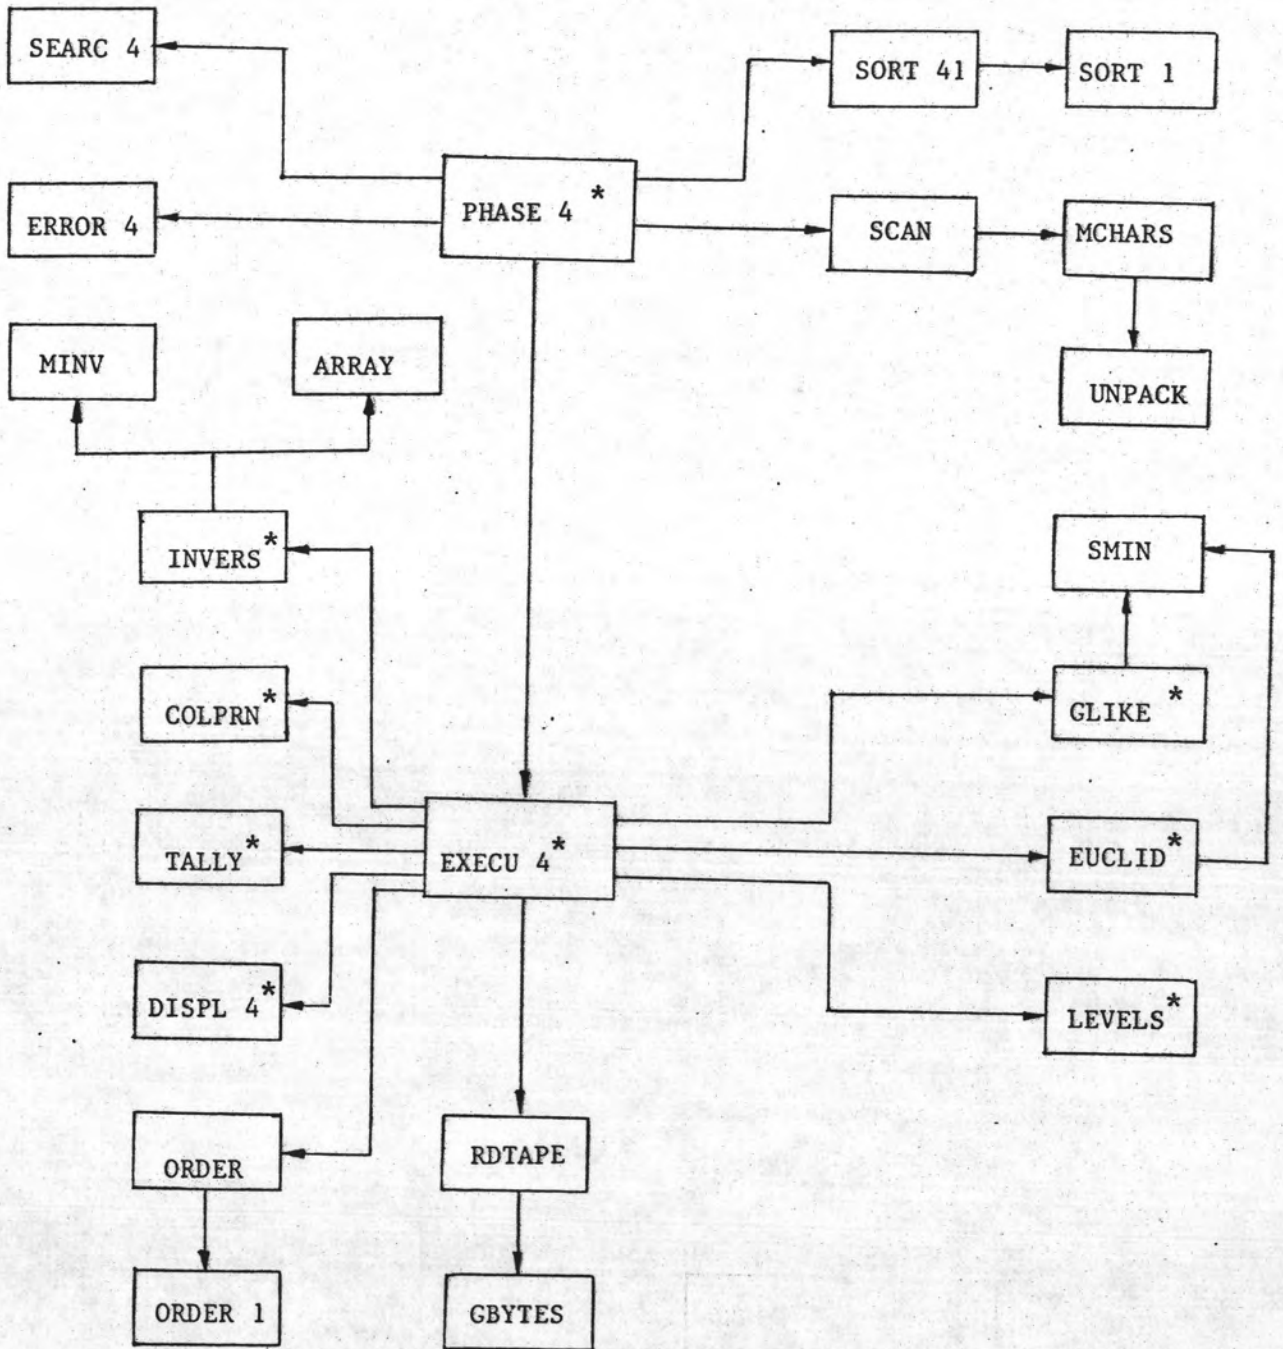 SEARC 4
SORT 41
SORT 1
PHASE 4 *
ERROR 4
SCAN
MCHARS
MINV
ARRAY
UNPACK
INVERS*
SMIN
COLPRN*
GLIKE *
TALLY*
EXECU 4*
EUCLID*
DISPL 4*
LEVELS*
ORDER
RDTAPE
ORDER 1
GBYTES